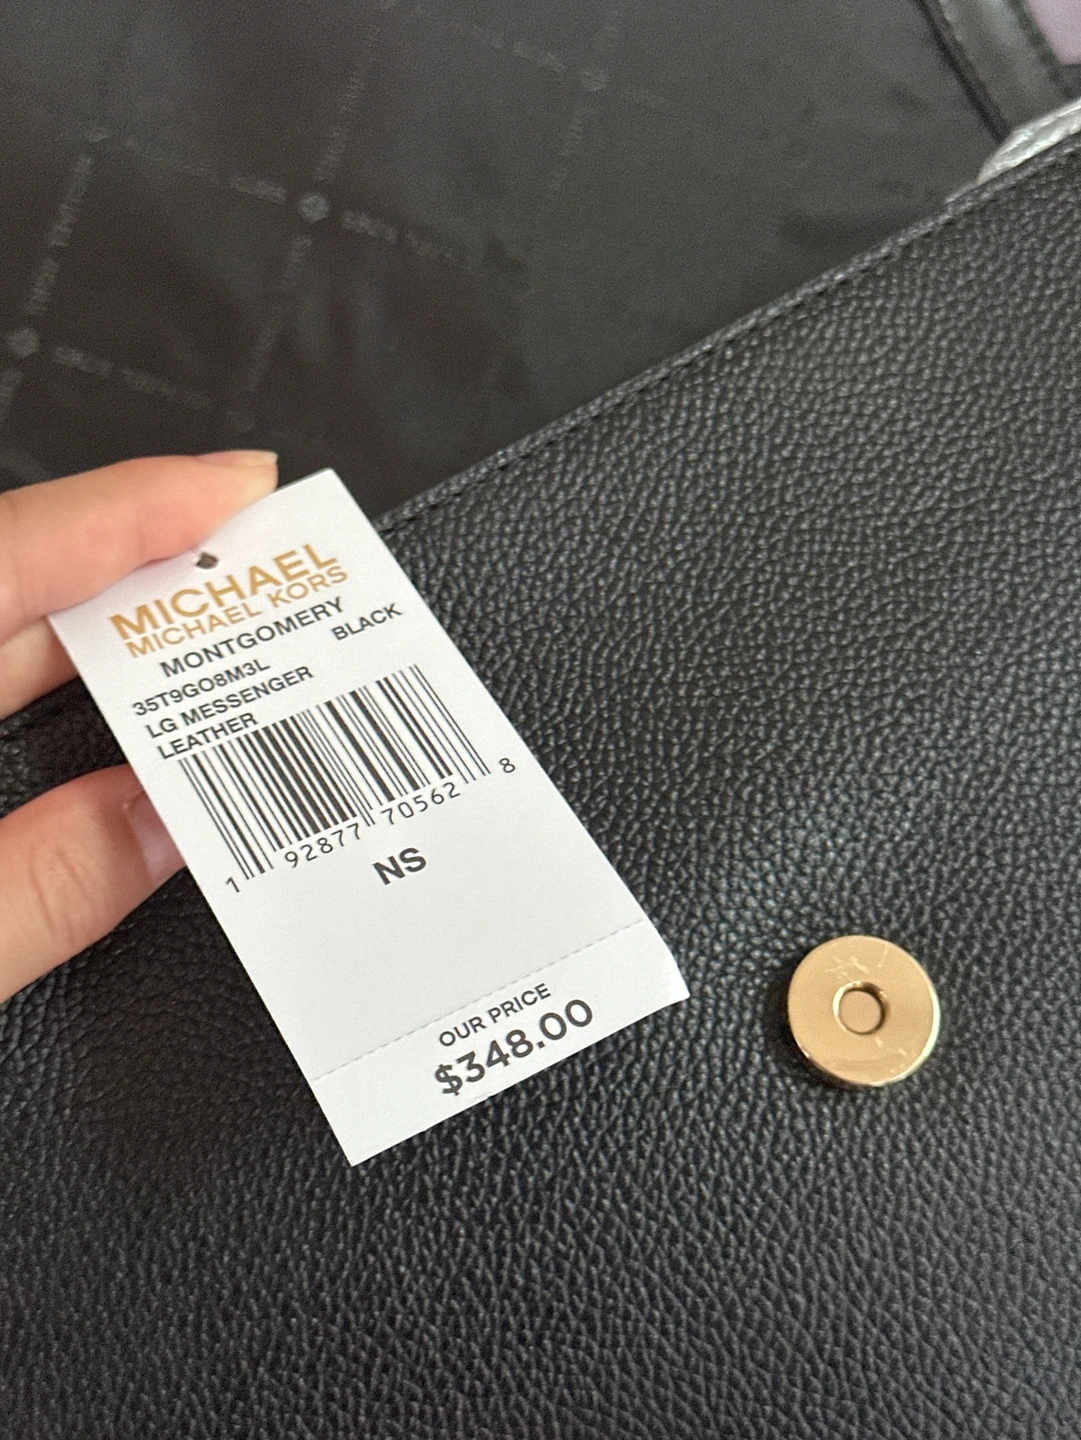 MICHAEL
MICHAEL KORS
MONTGOMERY
35T9GO8M3L BLACK
LG MESSENGER
LEATHER
1 92877 70562 8
NS
OUR PRICE
$348.00